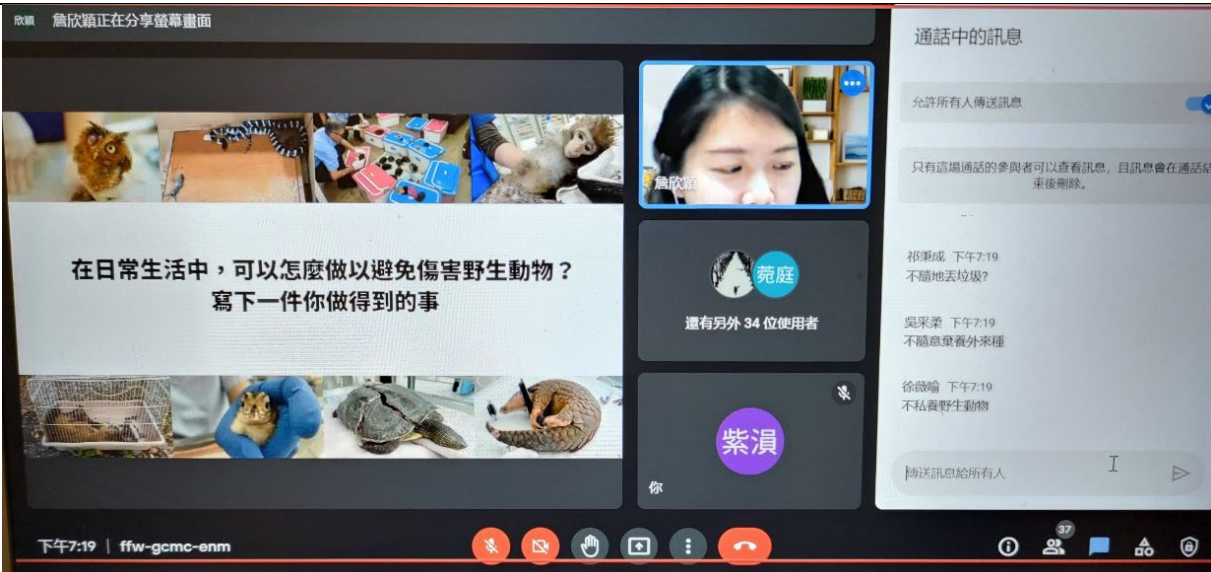 欣穎 詹欣穎正在分享螢幕畫面
在日常生活中，可以怎麼做以避免傷害野生動物？
寫下一件你做得到的事
詹欣穎
菀庭
還有另外 34 位使用者
紫湨
你
通話中的訊息
允許所有人傳送訊息
只有這場通話的參與者可以查看訊息，且訊息會在通話結
束後刪除。
祁秉成 下午7:19
不隨地丟垃圾?
吳采柔 下午7:19
不隨意棄養外來種
徐薇喻 下午7:19
不私養野生動物
傳送訊息給所有人
下午7:19 | ffw-gcmc-enm
37